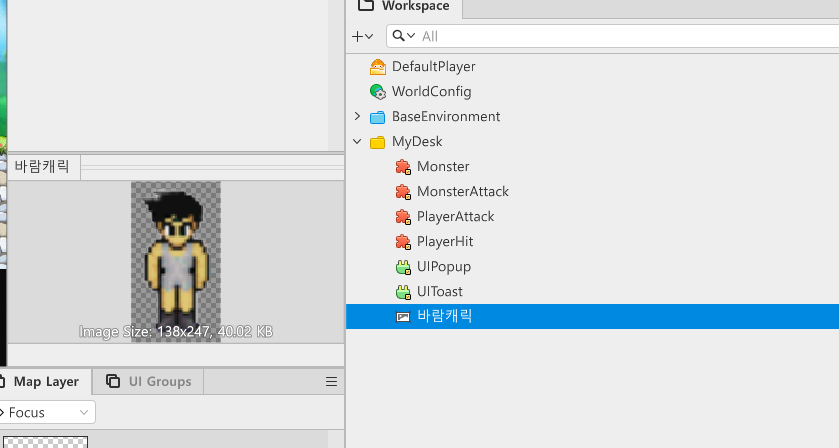 Workspace
All
DefaultPlayer
WorldConfig
BaseEnvironment
MyDesk
Monster
MonsterAttack
PlayerAttack
PlayerHit
UIPopup
UIToast
바람캐릭
바람캐릭
Image Size: 138x247, 40.02 KB
Map Layer
UI Groups
Focus